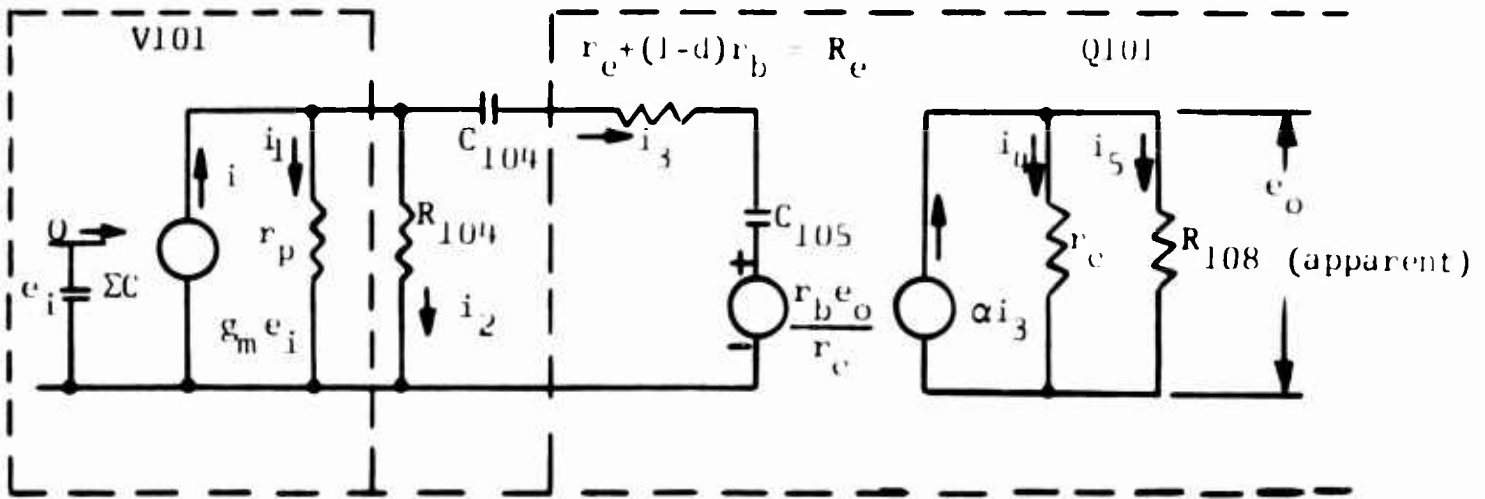 V101
r_e+(1-d)r_b = R_e
Q101
i_1
i
C_104
i_3
i_4
i_5
e_o
r_p
R_104
C_105
r_c
R_108 (apparent)
e_i
ΣC
g_m e_i
i_2
+
-
r_b e_o
r_c
αi_3